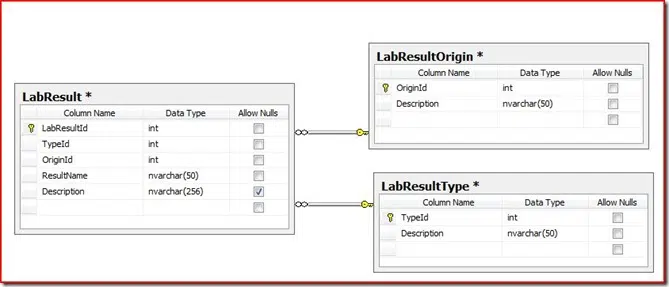 LabResult *
Column Name Data Type Allow Nulls
LabResultId int
TypeId int
OriginId int
ResultName nvarchar(50)
Description nvarchar(256)
LabResultOrigin *
Column Name Data Type Allow Nulls
OriginId int
Description nvarchar(50)
LabResultType *
Column Name Data Type Allow Nulls
TypeId int
Description nvarchar(50)